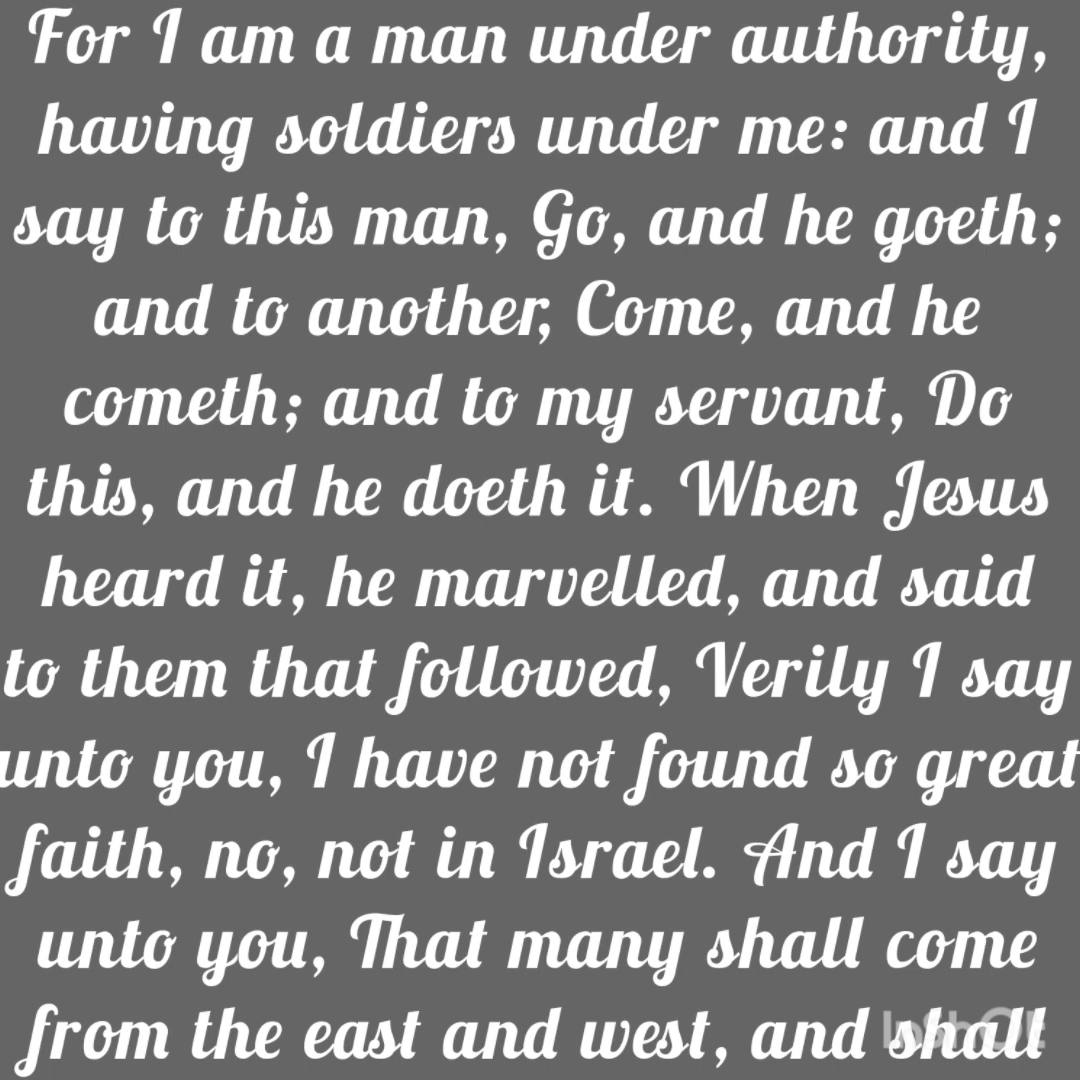 For I am a man under authority,
having soldiers under me: and I
say to this man, Go, and he goeth;
and to another, Come, and he
cometh; and to my servant, Do
this, and he doeth it. When Jesus
heard it, he marvelled, and said
to them that followed, Verily I say
unto you, I have not found so great
faith, no, not in Israel. And I say
unto you, That many shall come
from the east and west, and shall
InShOt